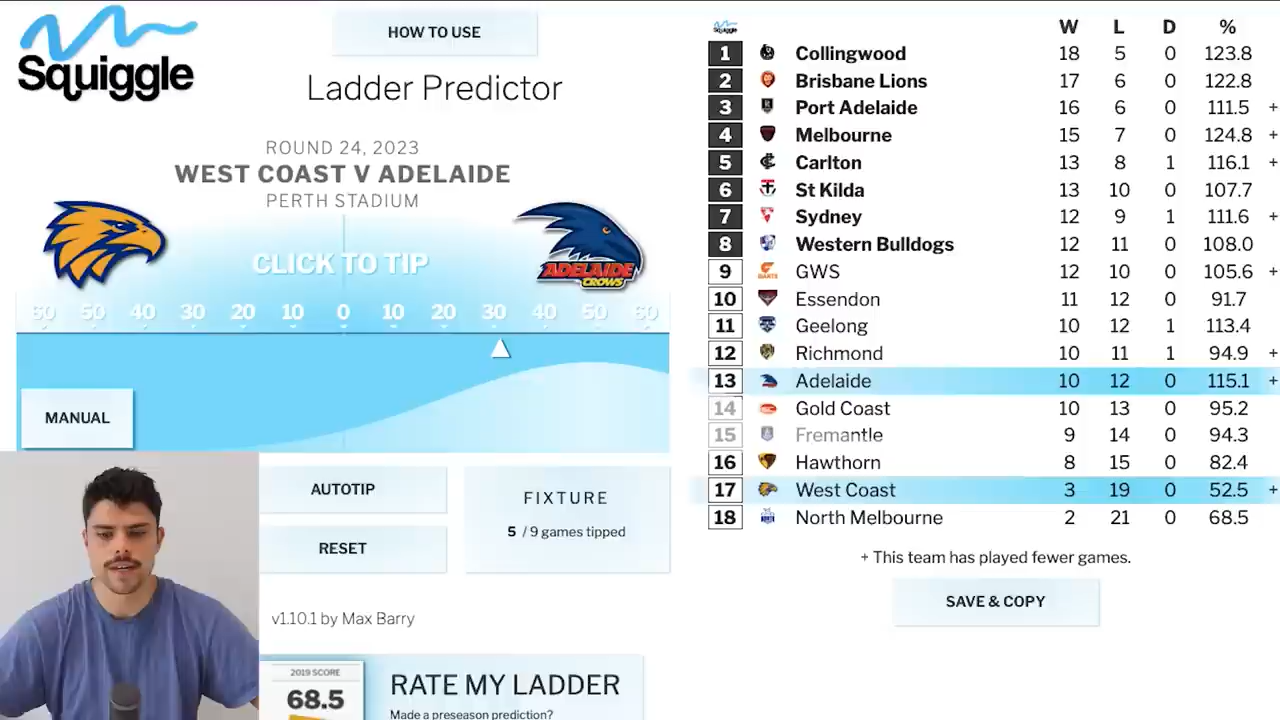 Squiggle
HOW TO USE
Ladder Predictor
ROUND 24, 2023
WEST COAST V ADELAIDE
PERTH STADIUM
ADELAIDE
CROWS
CLICK TO TIP
60 50 40 30 20 10 0 10 20 30 40 50 60
MANUAL
AUTOTIP
RESET
FIXTURE
5 / 9 games tipped
v1.10.1 by Max Barry
2019 SCORE
68.5
RATE MY LADDER
Made a preseason prediction?
Squiggle W L D %
1 Collingwood 18 5 0 123.8
2 Brisbane Lions 17 6 0 122.8
3 Port Adelaide 16 6 0 111.5 +
4 Melbourne 15 7 0 124.8 +
5 Carlton 13 8 1 116.1 +
6 St Kilda 13 10 0 107.7
7 Sydney 12 9 1 111.6 +
8 Western Bulldogs 12 11 0 108.0
9 GWS 12 10 0 105.6 +
10 Essendon 11 12 0 91.7
11 Geelong 10 12 1 113.4
12 Richmond 10 11 1 94.9 +
13 Adelaide 10 12 0 115.1 +
14 Gold Coast 10 13 0 95.2
15 Fremantle 9 14 0 94.3
16 Hawthorn 8 15 0 82.4
17 West Coast 3 19 0 52.5 +
18 North Melbourne 2 21 0 68.5
+ This team has played fewer games.
SAVE & COPY